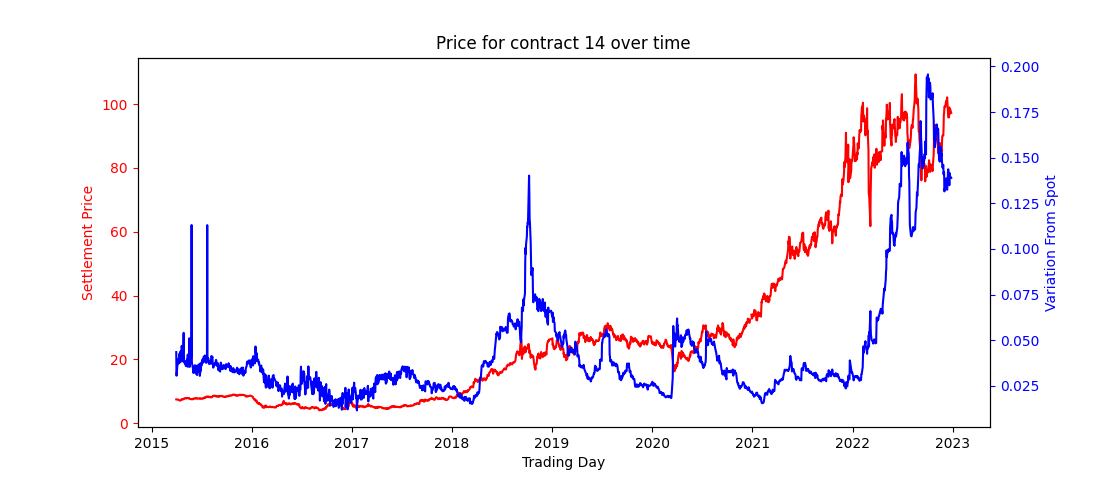 Price for contract 14 over time
Settlement Price
100
80
60
40
20
0
0.200
0.175
0.150
0.125
0.100
0.075
0.050
0.025
Variation From Spot
2015 2016 2017 2018 2019 2020 2021 2022 2023
Trading Day